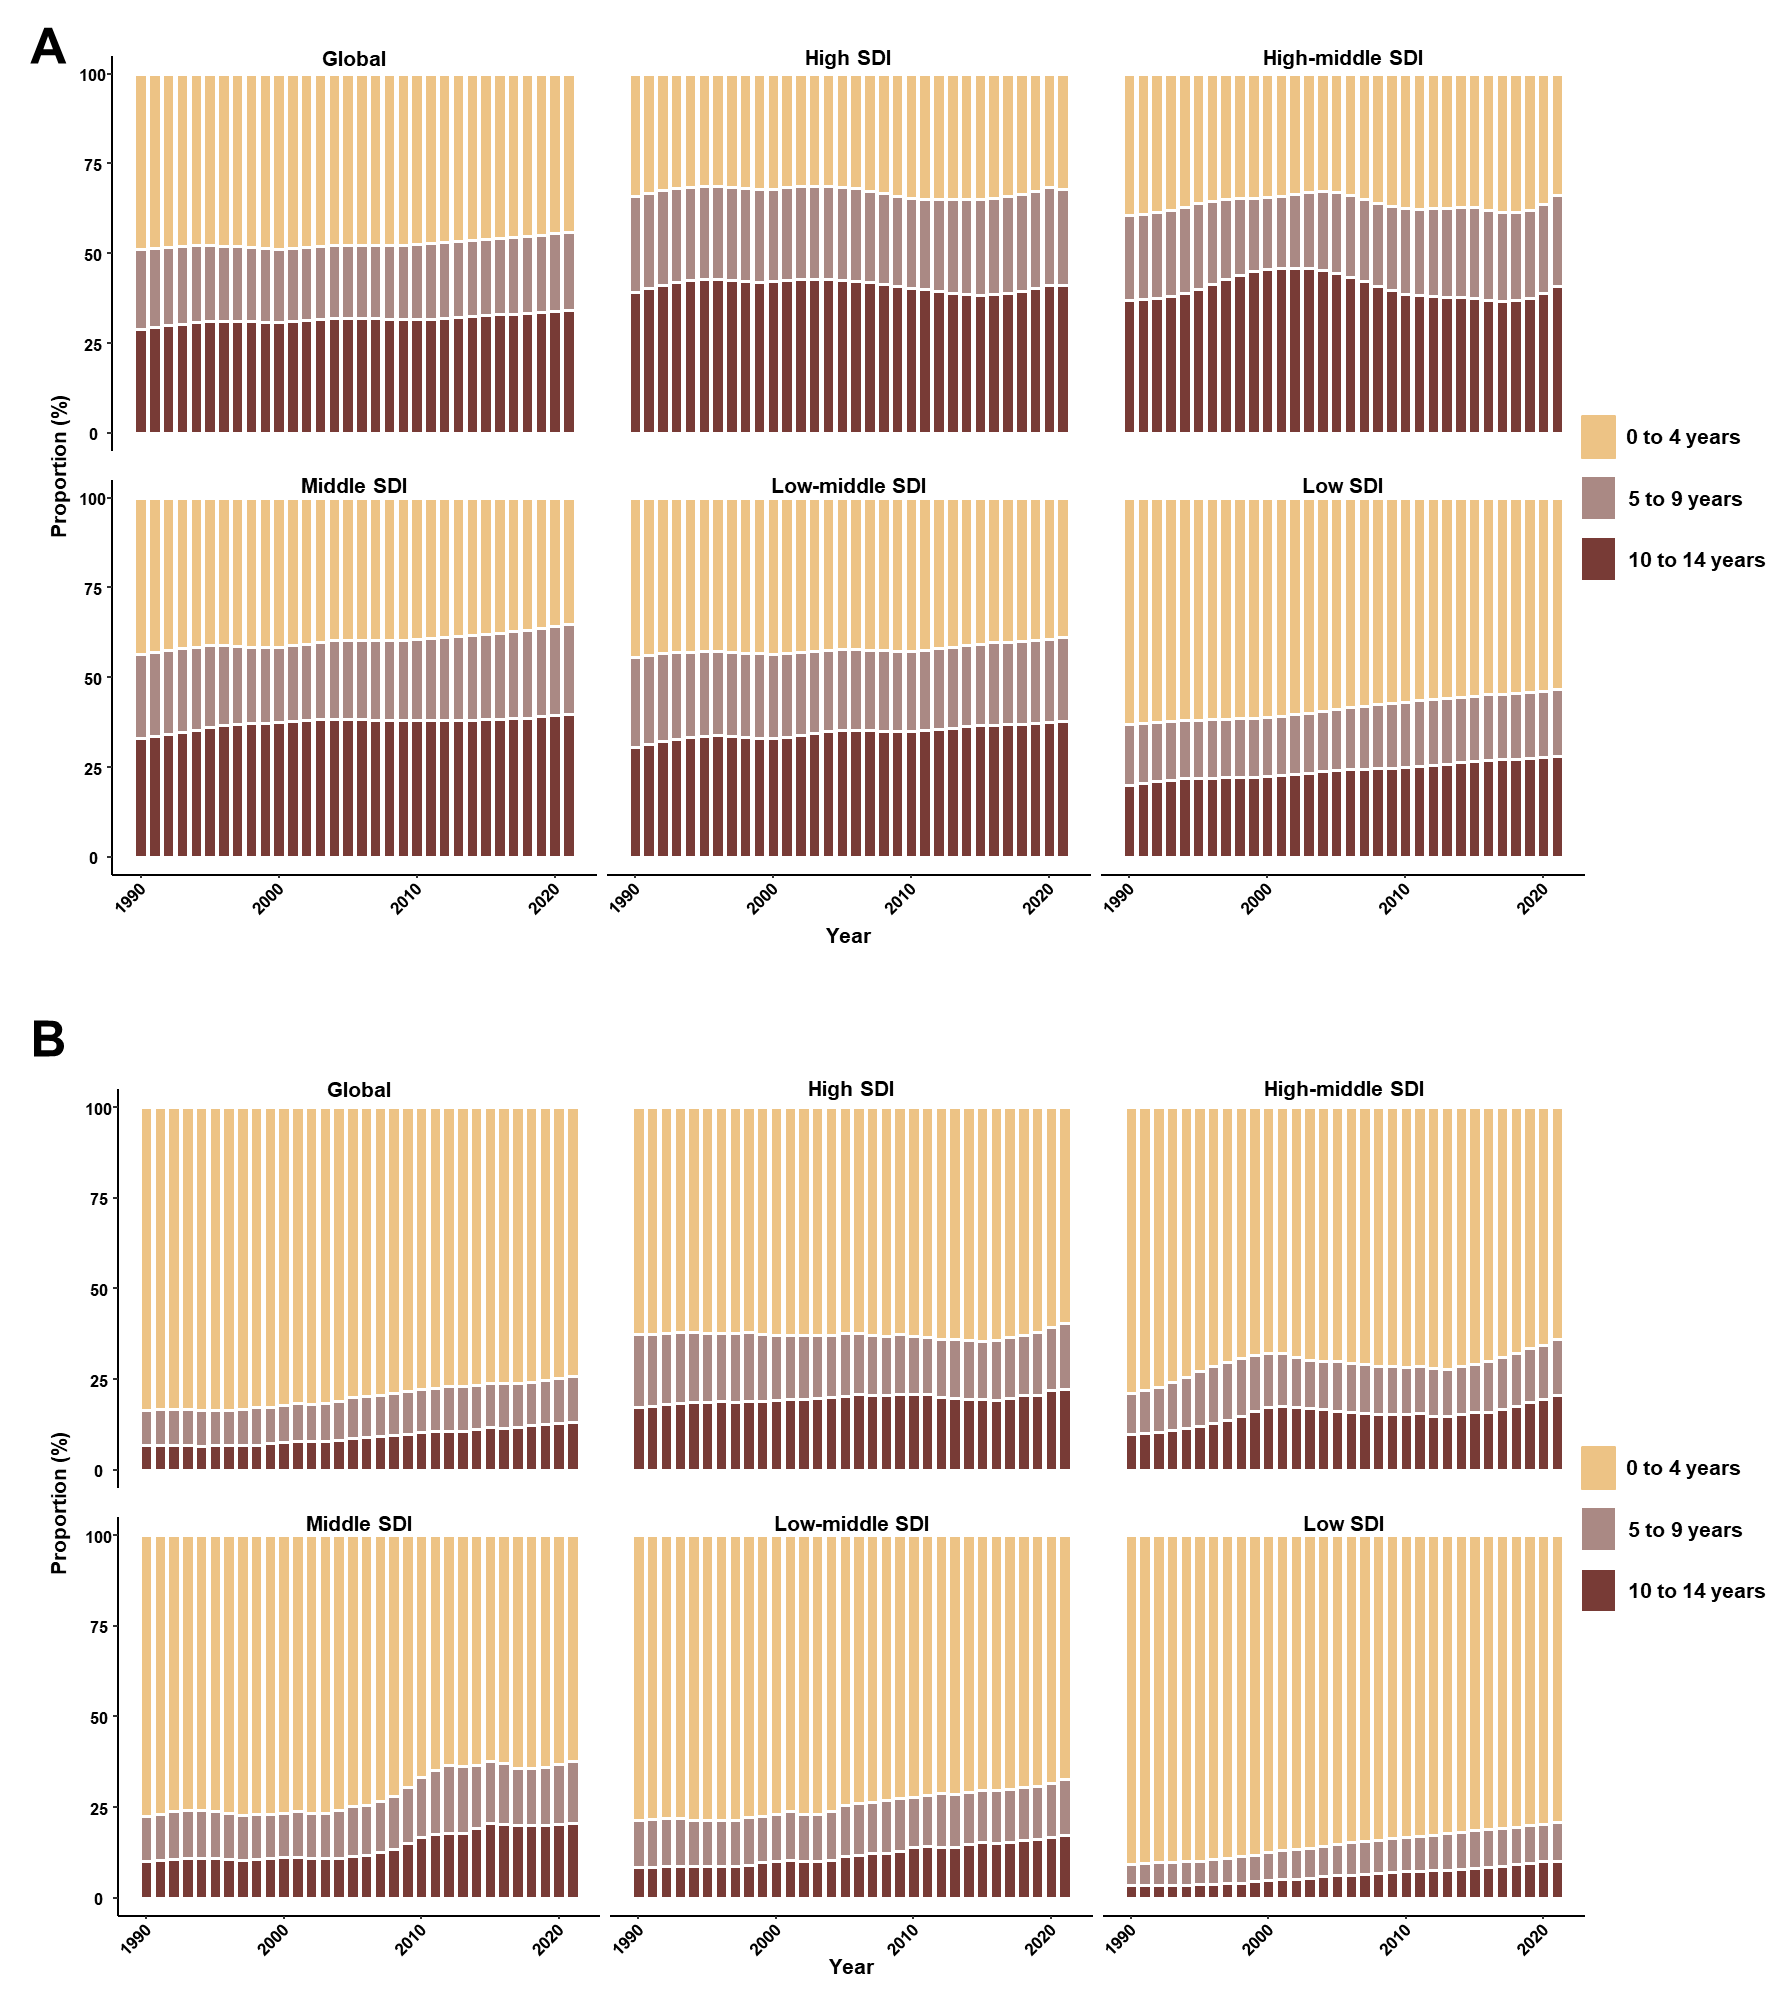 A
Global
High SDI
High-middle SDI
100
75
50
25
0
Proportion (%)
Middle SDI
Low-middle SDI
Low SDI
100
75
50
25
0
0 to 4 years
5 to 9 years
10 to 14 years
1990 2000 2010 2020
1990 2000 2010 2020
1990 2000 2010 2020
Year
B
Global
High SDI
High-middle SDI
100
75
50
25
0
Proportion (%)
Middle SDI
Low-middle SDI
Low SDI
100
75
50
25
0
0 to 4 years
5 to 9 years
10 to 14 years
1990 2000 2010 2020
1990 2000 2010 2020
1990 2000 2010 2020
Year